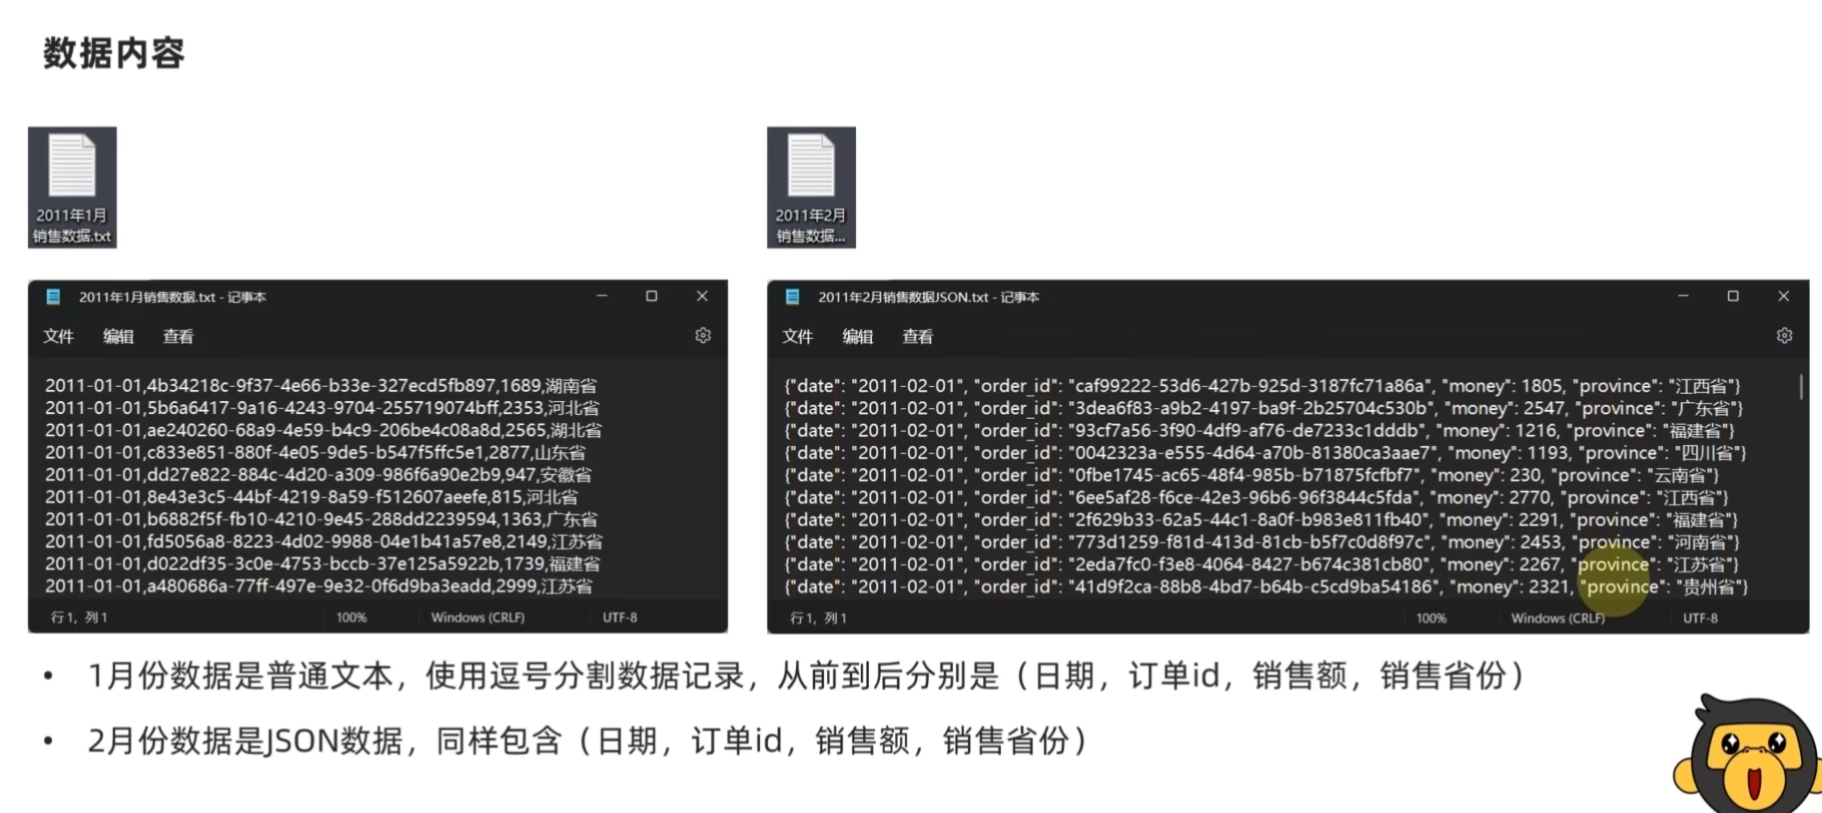 数据内容
2011年1月
销售数据.txt
2011年2月
销售数据...
2011年1月销售数据.txt - 记事本
文件 编辑 查看
2011-01-01,4b34218c-9f37-4e66-b33e-327ecd5fb897,1689,湖南省
2011-01-01,5b6a6417-9a16-4243-9704-255719074bff,2353,河北省
2011-01-01,ae240260-68a9-4e59-b4c9-206be4c08a8d,2565,湖北省
2011-01-01,c833e851-880f-4e05-9de5-b547f5ffc5e1,2877,山东省
2011-01-01,dd27e822-884c-4d20-a309-986f6a90e2b9,947,安徽省
2011-01-01,8e43e3c5-44bf-4219-8a59-f512607aeefe,815,河北省
2011-01-01,b6882f5f-fb10-4210-9e45-288dd2239594,1363,广东省
2011-01-01,fd5056a8-8223-4d02-9988-04e1b41a57e8,2149,江苏省
2011-01-01,d022df35-3c0e-4753-bccb-37e125a5922b,1739,福建省
2011-01-01,a480686a-77ff-497e-9e32-0f6d9ba3eadd,2999,江苏省
行 1，列 1 100% Windows (CRLF) UTF-8
2011年2月销售数据JSON.txt - 记事本
文件 编辑 查看
{"date": "2011-02-01", "order_id": "caf99222-53d6-427b-925d-3187fc71a86a", "money": 1805, "province": "江西省"}
{"date": "2011-02-01", "order_id": "3dea6f83-a9b2-4197-ba9f-2b25704c530b", "money": 2547, "province": "广东省"}
{"date": "2011-02-01", "order_id": "93cf7a56-3f90-4df9-af76-de7233c1dddb", "money": 1216, "province": "福建省"}
{"date": "2011-02-01", "order_id": "0042323a-e555-4d64-a70b-81380ca3aae7", "money": 1193, "province": "四川省"}
{"date": "2011-02-01", "order_id": "0fbe1745-ac65-48f4-985b-b71875fcfbf7", "money": 230, "province": "云南省"}
{"date": "2011-02-01", "order_id": "6ee5af28-f6ce-42e3-96b6-96f3844c5fda", "money": 2770, "province": "江西省"}
{"date": "2011-02-01", "order_id": "2f629b33-62a5-44c1-8a0f-b983e811fb40", "money": 2291, "province": "福建省"}
{"date": "2011-02-01", "order_id": "773d1259-f81d-413d-81cb-b5f7c0d8f97c", "money": 2453, "province": "河南省"}
{"date": "2011-02-01", "order_id": "2eda7fc0-f3e8-4064-8427-b674c381cb80", "money": 2267, "province": "江苏省"}
{"date": "2011-02-01", "order_id": "41d9f2ca-88b8-4bd7-b64b-c5cd9ba54186", "money": 2321, "province": "贵州省"}
行 1，列 1 100% Windows (CRLF) UTF-8
• 1月份数据是普通文本，使用逗号分割数据记录，从前到后分别是（日期，订单id，销售额，销售省份）
• 2月份数据是JSON数据，同样包含（日期，订单id，销售额，销售省份）